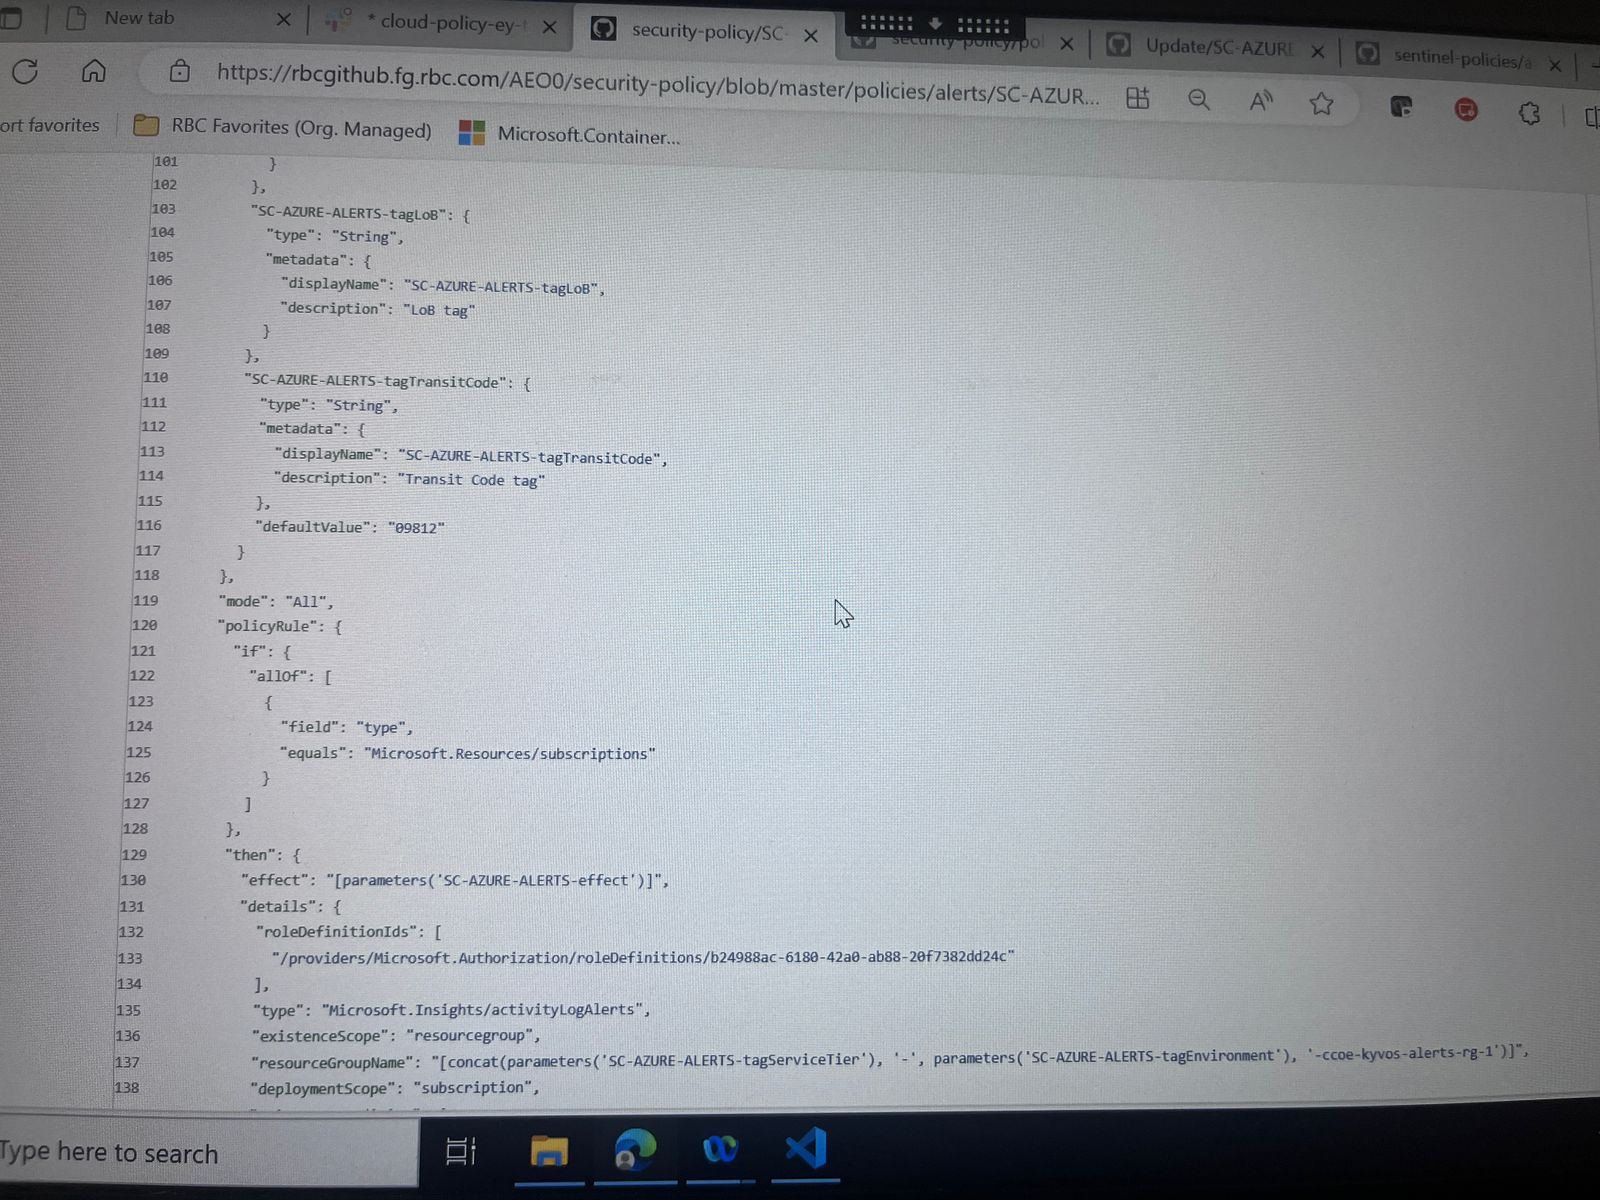 New tab
* cloud-policy-ey-
security-policy/SC-
security-policy/pol
Update/SC-AZURE
sentinel-policies/a
https://rbcgithub.fg.rbc.com/AEO0/security-policy/blob/master/policies/alerts/SC-AZUR...
ort favorites
RBC Favorites (Org. Managed)
Microsoft.Container...
101 }
102 },
103 "SC-AZURE-ALERTS-tagLoB": {
104 "type": "String",
105 "metadata": {
106 "displayName": "SC-AZURE-ALERTS-tagLoB",
107 "description": "LoB tag"
108 }
109 },
110 "SC-AZURE-ALERTS-tagTransitCode": {
111 "type": "String",
112 "metadata": {
113 "displayName": "SC-AZURE-ALERTS-tagTransitCode",
114 "description": "Transit Code tag"
115 },
116 "defaultValue": "09812"
117 }
118 },
119 "mode": "All",
120 "policyRule": {
121 "if": {
122 "allOf": [
123 {
124 "field": "type",
125 "equals": "Microsoft.Resources/subscriptions"
126 }
127 ]
128 },
129 "then": {
130 "effect": "[parameters('SC-AZURE-ALERTS-effect')]",
131 "details": {
132 "roleDefinitionIds": [
133 "/providers/Microsoft.Authorization/roleDefinitions/b24988ac-6180-42a0-ab88-20f7382dd24c"
134 ],
135 "type": "Microsoft.Insights/activityLogAlerts",
136 "existenceScope": "resourcegroup",
137 "resourceGroupName": "[concat(parameters('SC-AZURE-ALERTS-tagServiceTier'), '-', parameters('SC-AZURE-ALERTS-tagEnvironment'), '-ccoe-kyvos-alerts-rg-1')]",
138 "deploymentScope": "subscription",
Type here to search